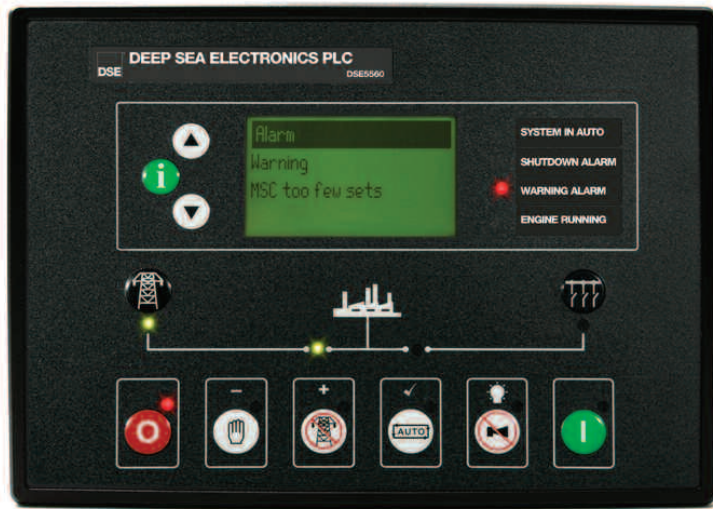 DEEP SEA ELECTRONICS PLC
DSE
DSE5560
Alarm
Warning
MSC too few sets
SYSTEM IN AUTO
SHUTDOWN ALARM
WARNING ALARM
ENGINE RUNNING
i
− + ✓
O AUTO I